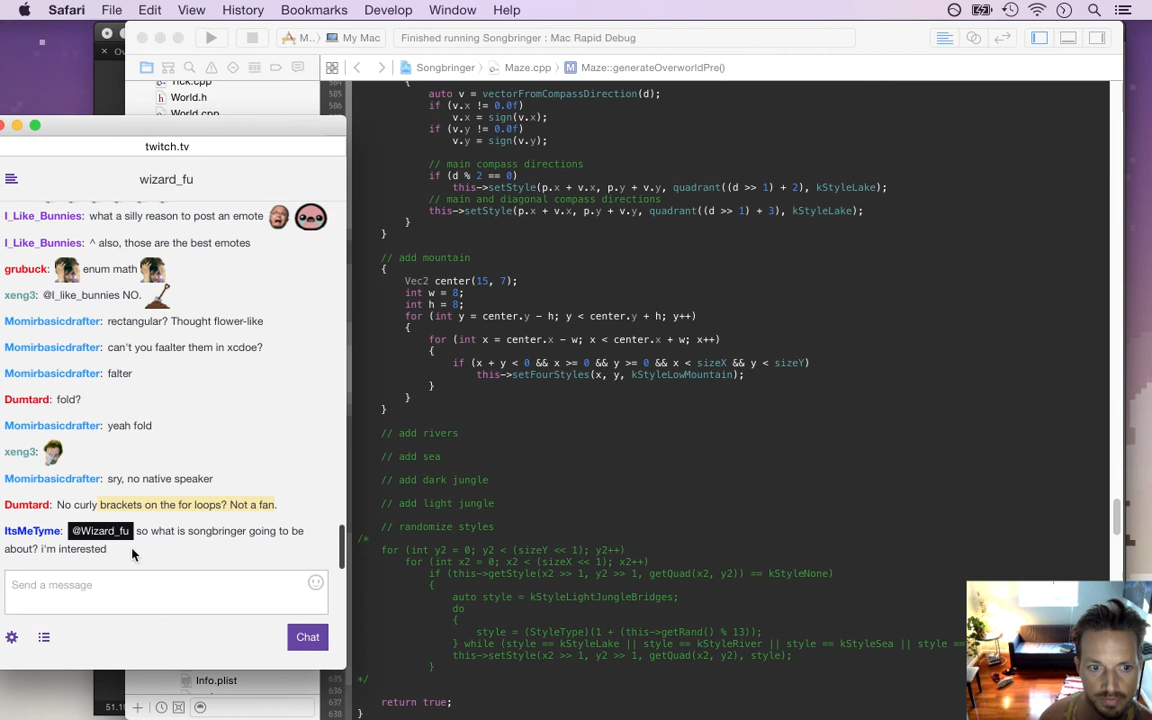 Safari File Edit View History Bookmarks Develop Window Help
M.. My Mac
Finished running Songbringer : Mac Rapid Debug
Songbringer Maze.cpp Maze::generateOverworldPre()
World.h
World.cpp
twitch.tv
wizard_fu
I_Like_Bunnies: what a silly reason to post an emote
I_Like_Bunnies: ^ also, those are the best emotes
grubuck: enum math
xeng3: @I_like_bunnies NO.
Momirbasicdrafter: rectangular? Thought flower-like
Momirbasicdrafter: can't you faalter them in xcdoe?
Momirbasicdrafter: falter
Dumtard: fold?
Momirbasicdrafter: yeah fold
xeng3:
Momirbasicdrafter: sry, no native speaker
Dumtard: No curly brackets on the for loops? Not a fan.
ItsMeTyme: @Wizard_fu so what is songbringer going to be
about? i'm interested
Send a message
Chat
Info.plist
{
585 auto v = vectorFromCompassDirection(d);
586 if (v.x != 0.0f)
v.x = sign(v.x);
if (v.y != 0.0f)
v.y = sign(v.y);
// main compass directions
if (d % 2 == 0)
this->setStyle(p.x + v.x, p.y + v.y, quadrant((d >> 1) + 2), kStyleLake);
// main and diagonal compass directions
this->setStyle(p.x + v.x, p.y + v.y, quadrant((d >> 1) + 3), kStyleLake);
}
}
// add mountain
{
Vec2 center(15, 7);
int w = 8;
int h = 8;
for (int y = center.y - h; y < center.y + h; y++)
{
for (int x = center.x - w; x < center.x + w; x++)
{
if (x + y < 0 && x >= 0 && y >= 0 && x < sizeX && y < sizeY)
this->setFourStyles(x, y, kStyleLowMountain);
}
}
}
// add rivers
// add sea
// add dark jungle
// add light jungle
// randomize styles
/*
for (int y2 = 0; y2 < (sizeY << 1); y2++)
for (int x2 = 0; x2 < (sizeX << 1); x2++)
if (this->getStyle(x2 >> 1, y2 >> 1, getQuad(x2, y2)) == kStyleNone)
{
auto style = kStyleLightJungleBridges;
do
{
style = (StyleType)(1 + (this->getRand() % 13));
} while (style == kStyleLake || style == kStyleRiver || style == kStyleSea || style ==
this->setStyle(x2 >> 1, y2 >> 1, getQuad(x2, y2), style);
}
635 */
636
637 return true;
638 }